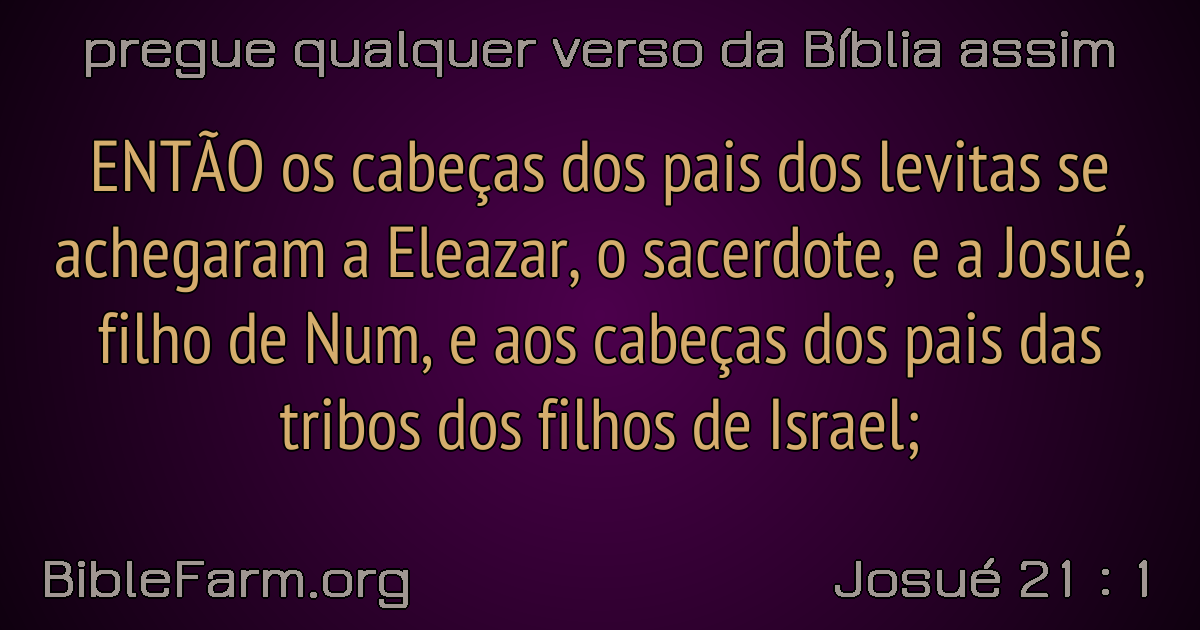 pregue qualquer verso da Bíblia assim
ENTÃO os cabeças dos pais dos levitas se
achegaram a Eleazar, o sacerdote, e a Josué,
filho de Num, e aos cabeças dos pais das
tribos dos filhos de Israel;
BibleFarm.org
Josué 21 : 1